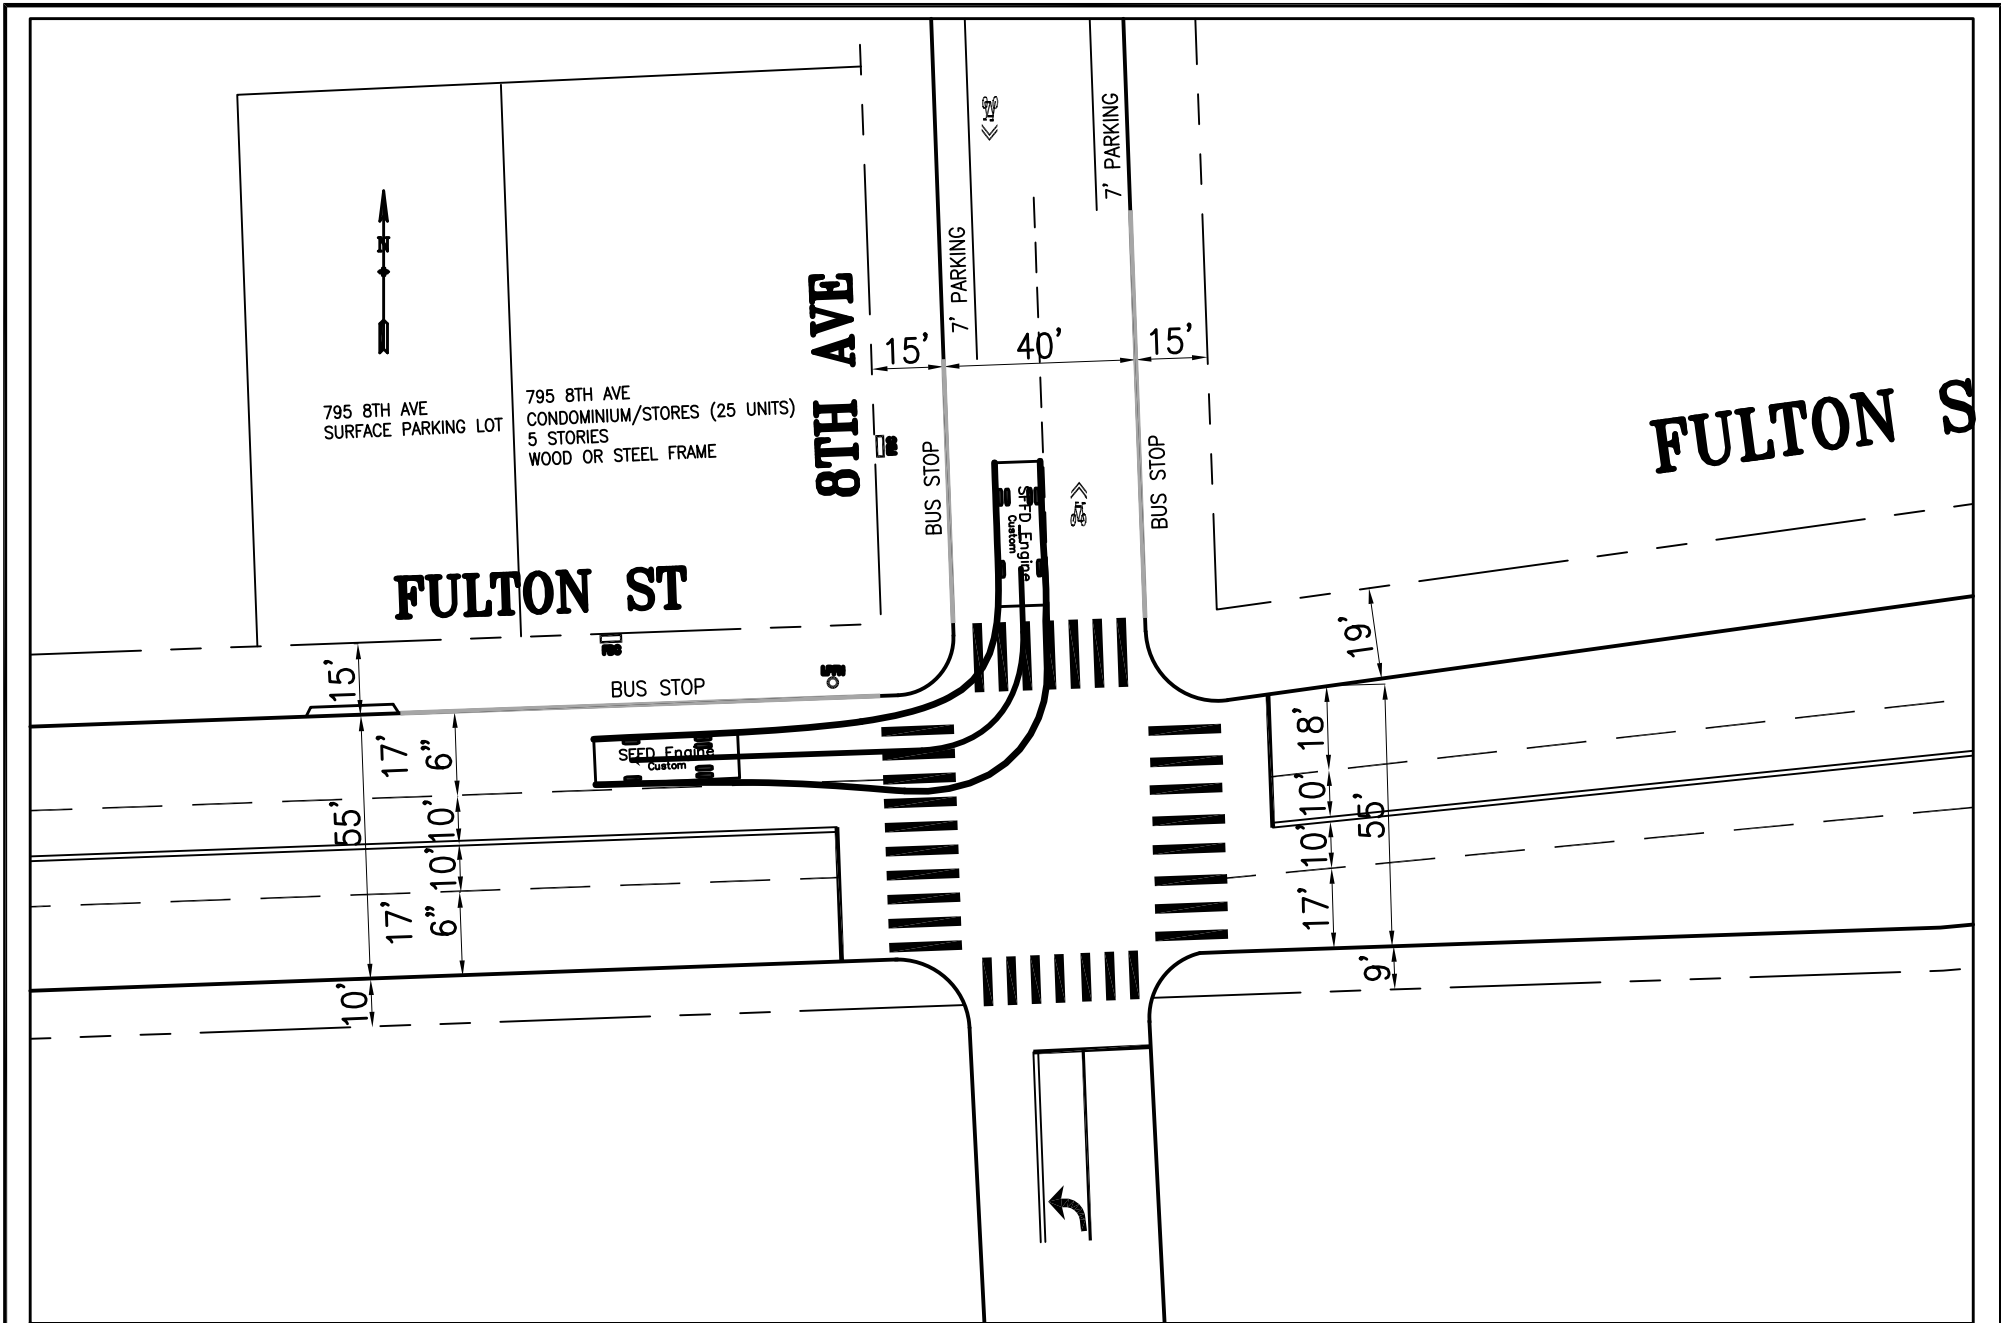 N
795 8TH AVE
SURFACE PARKING LOT
795 8TH AVE
CONDOMINIUM/STORES (25 UNITS)
5 STORIES
WOOD OR STEEL FRAME
8TH AVE
7' PARKING
7' PARKING
15'
40'
15'
BUS STOP
BUS STOP
SFFD Engine
Custom
FULTON S
FULTON ST
FDC
LPFH
BUS STOP
15'
SFFD Engine
Custom
17'
6"
55'
10'
10'
17'
6"
10'
19'
18'
10'
55'
10'
17'
9'